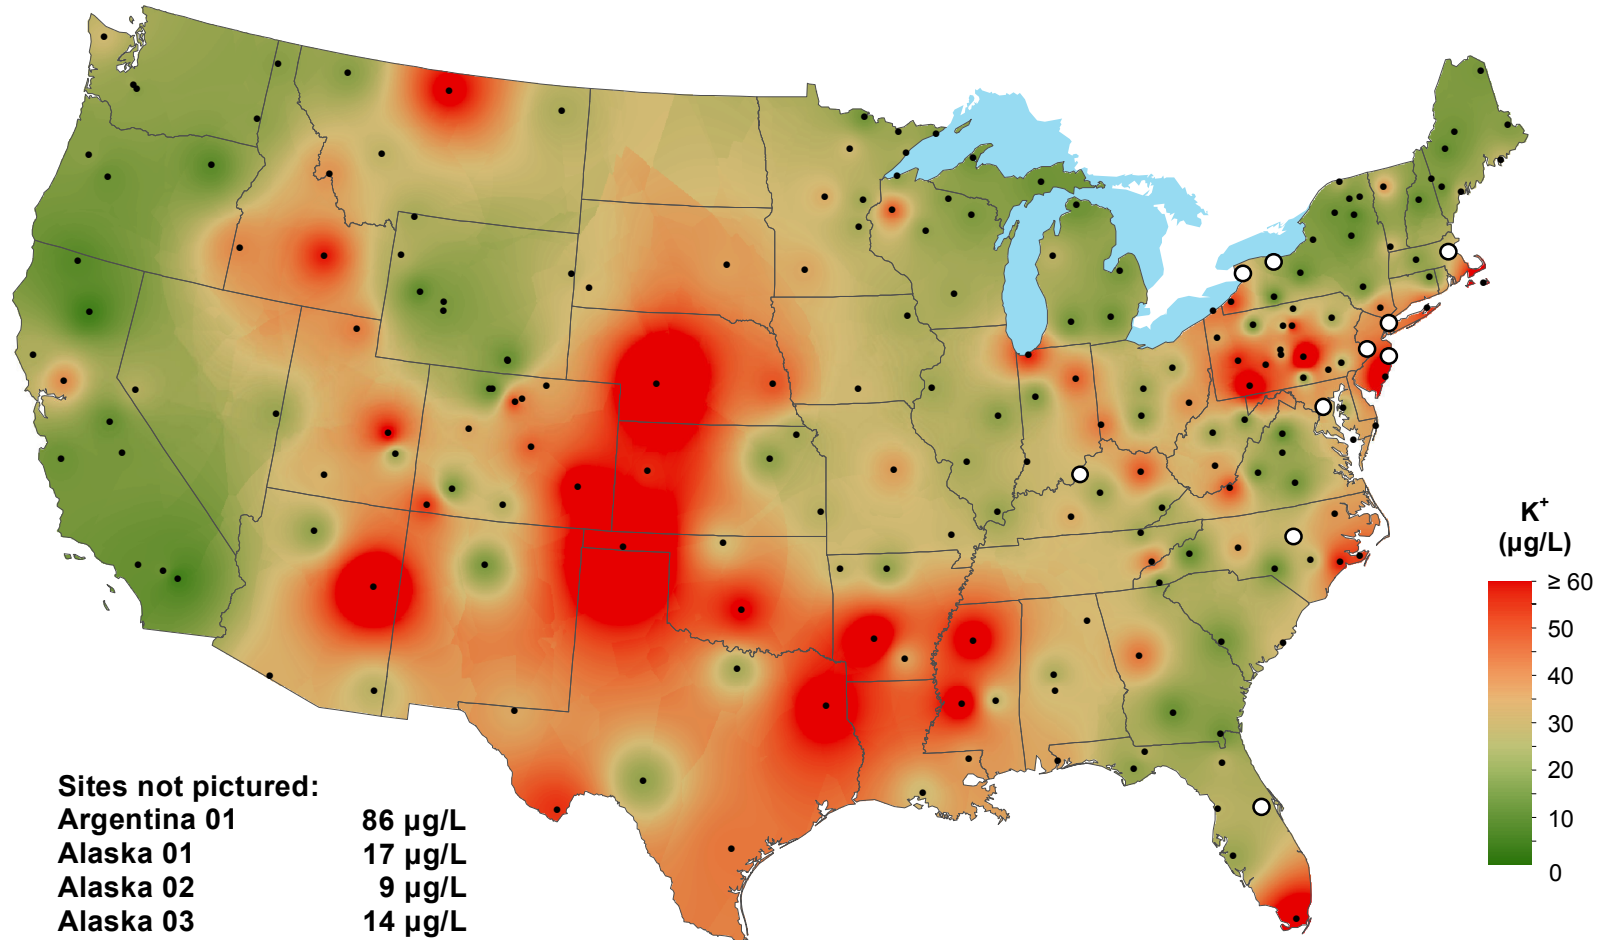 K+
(µg/L)
≥ 60
50
40
30
20
10
0
Sites not pictured:
Argentina 01 86 µg/L
Alaska 01 17 µg/L
Alaska 02 9 µg/L
Alaska 03 14 µg/L